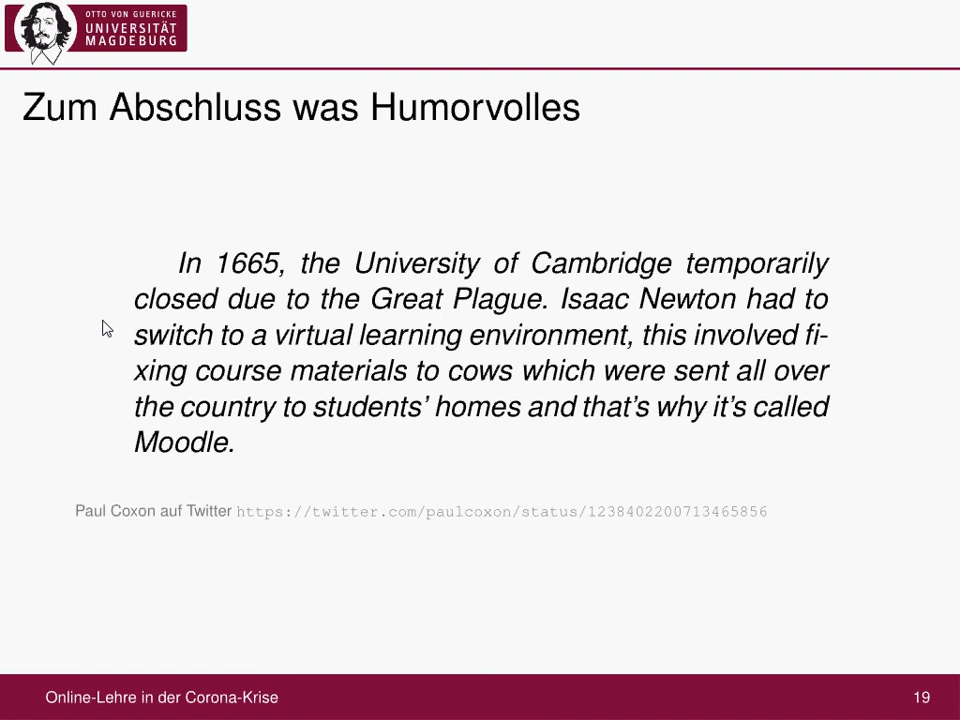 OTTO VON GUERICKE
UNIVERSITÄT
MAGDEBURG
Zum Abschluss was Humorvolles
In 1665, the University of Cambridge temporarily
closed due to the Great Plague. Isaac Newton had to
switch to a virtual learning environment, this involved fi-
xing course materials to cows which were sent all over
the country to students' homes and that's why it's called
Moodle.
Paul Coxon auf Twitter https://twitter.com/paulcoxon/status/1238402200713465856
Online-Lehre in der Corona-Krise
19